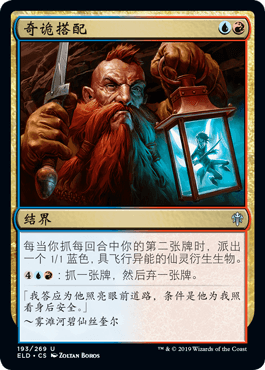 奇诡搭配
结界
每当你抓每回合中你的第二张牌时，派出
一个 1/1 蓝色，具飞行异能的仙灵衍生生物。
4：抓一张牌，然后弃一张牌。
「我答应为他照亮眼前道路，条件是他为我照
看身后安全。」
～雾滩河碧仙丝奎尔
193/269 U
ELD • CS ZOLTAN BOROS
™ & © 2019 Wizards of the Coast